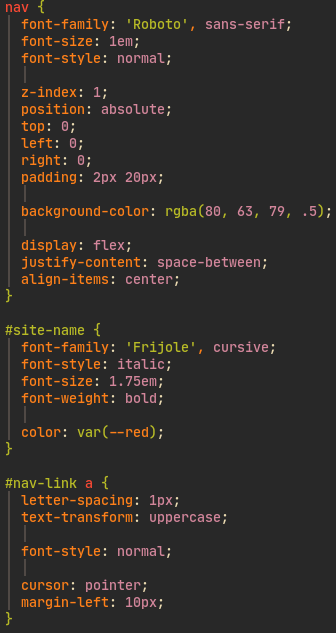 nav {
font-family: 'Roboto', sans-serif;
font-size: 1em;
font-style: normal;
z-index: 1;
position: absolute;
top: 0;
left: 0;
right: 0;
padding: 2px 20px;
background-color: rgba(80, 63, 79, .5);
display: flex;
justify-content: space-between;
align-items: center;
}
#site-name {
font-family: 'Frijole', cursive;
font-style: italic;
font-size: 1.75em;
font-weight: bold;
color: var(--red);
}
#nav-link a {
letter-spacing: 1px;
text-transform: uppercase;
font-style: normal;
cursor: pointer;
margin-left: 10px;
}